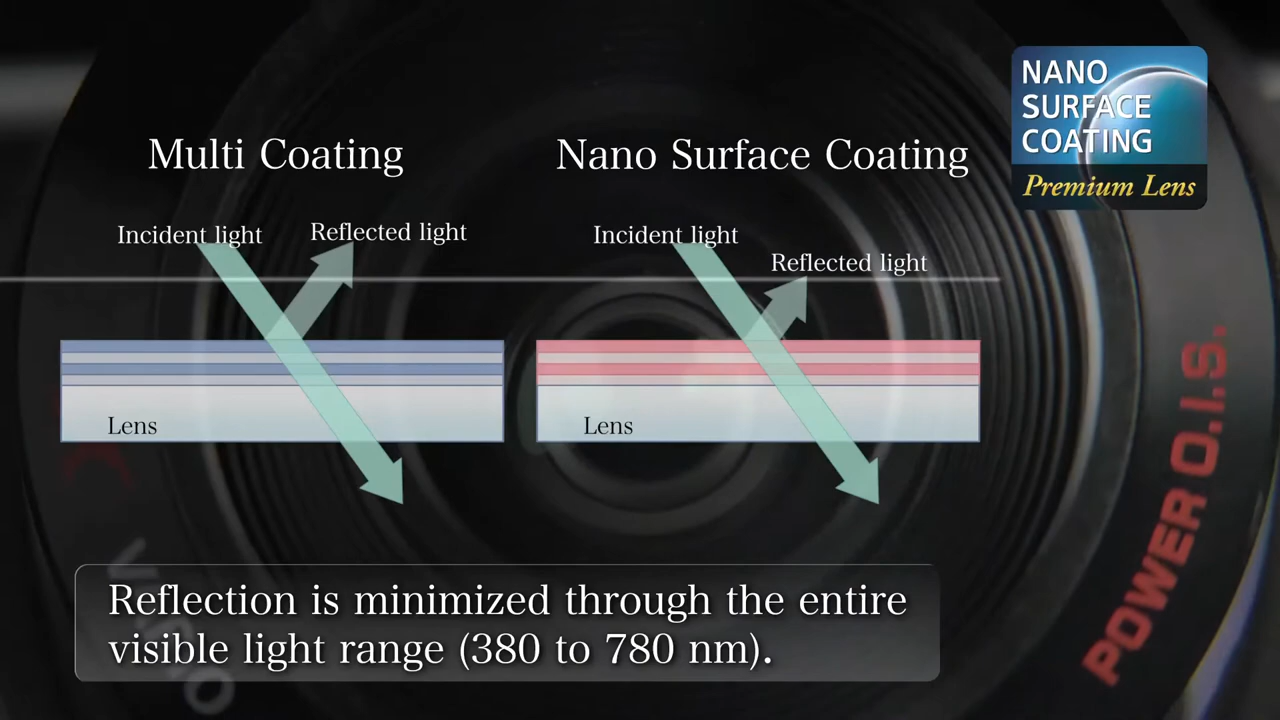 NANO
SURFACE
COATING
Premium Lens
Multi Coating
Nano Surface Coating
Incident light
Reflected light
Incident light
Reflected light
Lens
Lens
POWER O.I.S.
VARIO
Reflection is minimized through the entire
visible light range (380 to 780 nm).